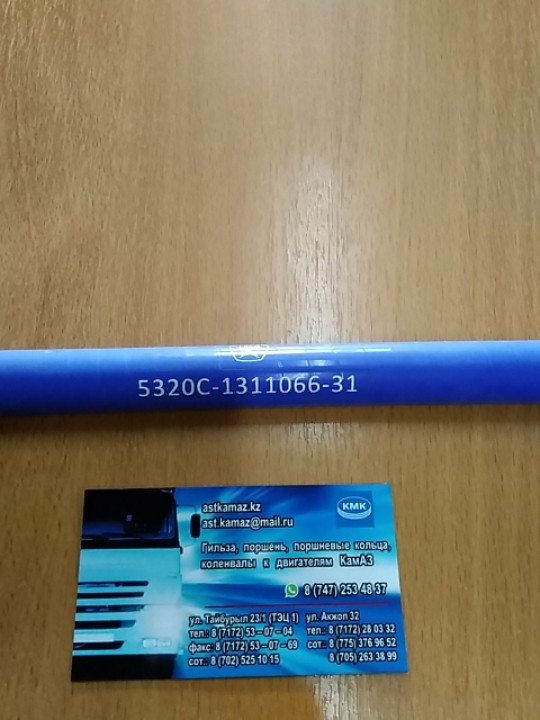 5320С-1311066-31
astkamaz.kz
ast.kamaz@mail.ru
КМК
Гильза, поршень, поршневые кольца,
коленвалы к двигателям КамАЗ
8 (747) 253 48 37
ул. Тайбурыл 23/1 (ТЭЦ 1)
тел.: 8 (7172) 53 – 07 – 04
факс: 8 (7172) 53 – 07 – 69
сот.: 8 (702) 525 10 15
ул. Акжол 32
тел.: 8 (7172) 28 03 32
сот.: 8 (775) 376 96 52
8 (705) 263 38 99